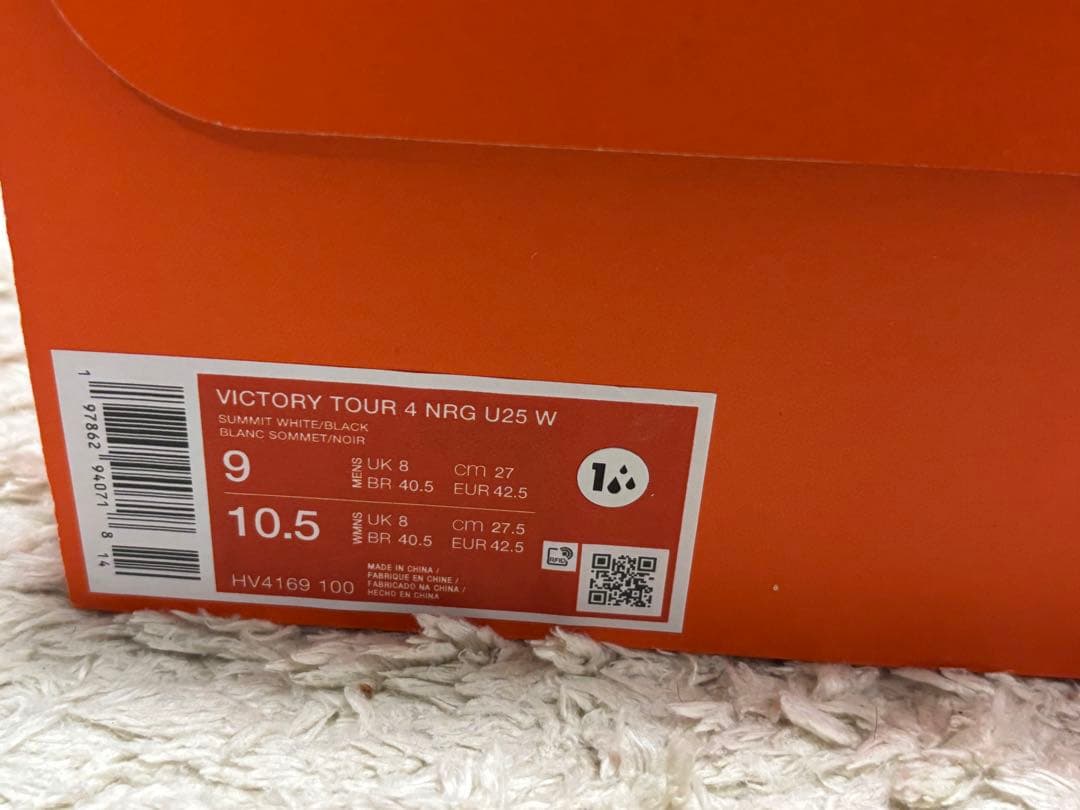 VICTORY TOUR 4 NRG U25 W
SUMMIT WHITE/BLACK
BLANC SOMMET/NOIR
9
MENS
UK 8
cm 27
BR 40.5
EUR 42.5
10.5
WMNS
UK 8
cm 27.5
BR 40.5
EUR 42.5
1
RFID
HV4169 100
MADE IN CHINA /
FABRIQUE EN CHINE /
FABRICADO NA CHINA /
HECHO EN CHINA
1 97862 94071 8 14